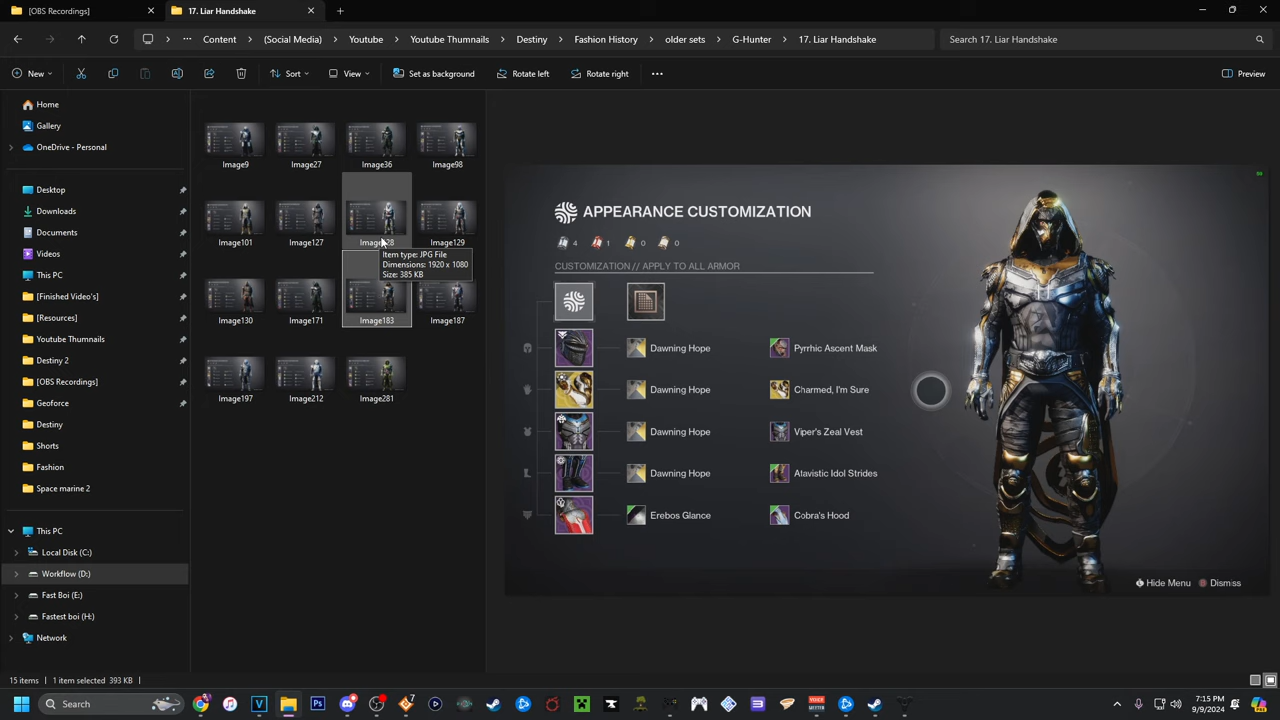 [OBS Recordings]
17. Liar Handshake
Content
(Social Media)
Youtube
Youtube Thumnails
Destiny
Fashion History
older sets
G-Hunter
17. Liar Handshake
Search 17. Liar Handshake
New
Sort
View
Set as background
Rotate left
Rotate right
Preview
Home
Gallery
OneDrive - Personal
Desktop
Downloads
Documents
Videos
This PC
[Finished Video's]
[Resources]
Youtube Thumnails
Destiny 2
[OBS Recordings]
Geoforce
Destiny
Shorts
Fashion
Space marine 2
This PC
Local Disk (C:)
Workflow (D:)
Fast Boi (E:)
Fastest boi (H:)
Network
Image9
Image27
Image36
Image98
Image101
Image127
Image129
Item type: JPG File
Dimensions: 1920 x 1080
Size: 385 KB
Image130
Image171
Image183
Image187
Image197
Image212
Image281
APPEARANCE CUSTOMIZATION
4
1
0
0
CUSTOMIZATION // APPLY TO ALL ARMOR
Dawning Hope
Pyrrhic Ascent Mask
Dawning Hope
Charmed, I'm Sure
Dawning Hope
Viper's Zeal Vest
Dawning Hope
Atavistic Idol Strides
Erebos Glance
Cobra's Hood
Hide Menu
Dismiss
15 items
1 item selected 393 KB
Search
7:15 PM
9/9/2024